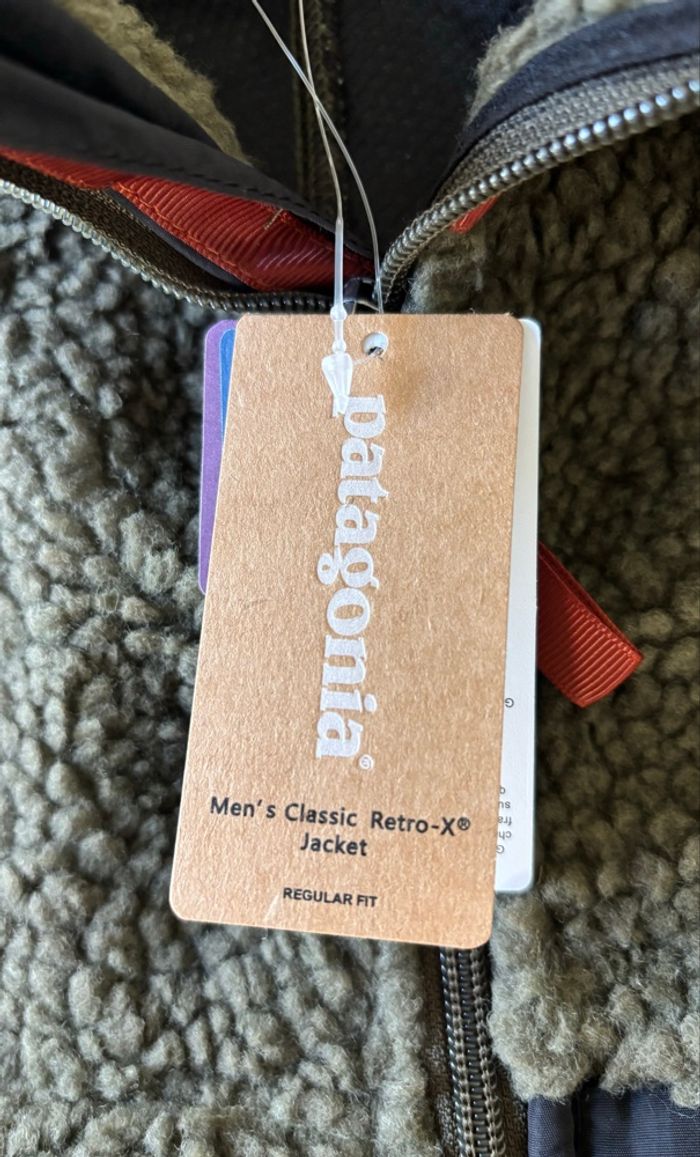 patagonia®
Men's Classic Retro-X®
Jacket
REGULAR FIT